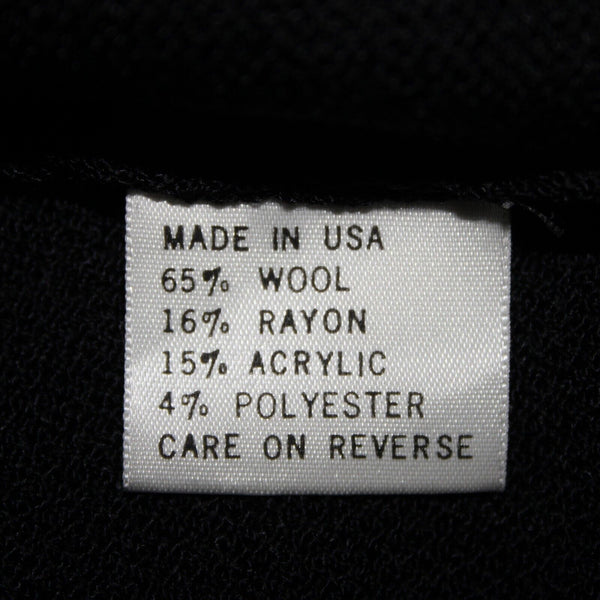 MADE IN USA
65% WOOL
16% RAYON
15% ACRYLIC
4% POLYESTER
CARE ON REVERSE